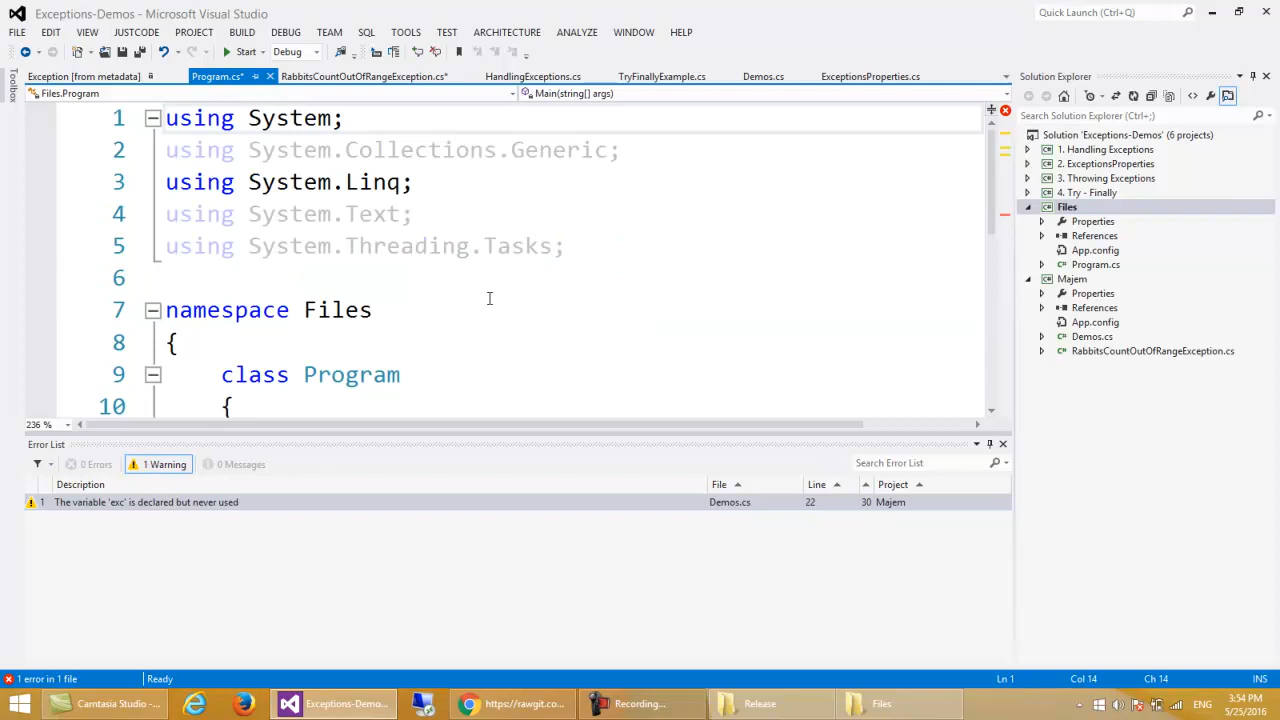 Exceptions-Demos - Microsoft Visual Studio
Quick Launch (Ctrl+Q)
FILE EDIT VIEW JUSTCODE PROJECT BUILD DEBUG TEAM SQL TOOLS TEST ARCHITECTURE ANALYZE WINDOW HELP
Start Debug
Toolbox
Exception [from metadata] Program.cs* RabbitsCountOutOfRangeException.cs* HandlingExceptions.cs TryFinallyExample.cs Demos.cs ExceptionsProperties.cs
Files.Program Main(string[] args)
1 using System;
2 using System.Collections.Generic;
3 using System.Linq;
4 using System.Text;
5 using System.Threading.Tasks;
6
7 namespace Files
8 {
9 class Program
10 {
236 %
Error List
0 Errors 1 Warning 0 Messages
Search Error List
Description File Line Project
1 The variable 'exc' is declared but never used Demos.cs 22 30 Majem
Solution Explorer
Search Solution Explorer (Ctrl+;)
Solution 'Exceptions-Demos' (6 projects)
1. Handling Exceptions
2. ExceptionsProperties
3. Throwing Exceptions
4. Try - Finally
Files
Properties
References
App.config
Program.cs
Majem
Properties
References
App.config
Demos.cs
RabbitsCountOutOfRangeException.cs
1 error in 1 file Ready Ln 1 Col 14 Ch 14 INS
Camtasia Studio -... Exceptions-Demo... https://rawgit.co... Recording... Release Files
ENG
3:54 PM
5/25/2016